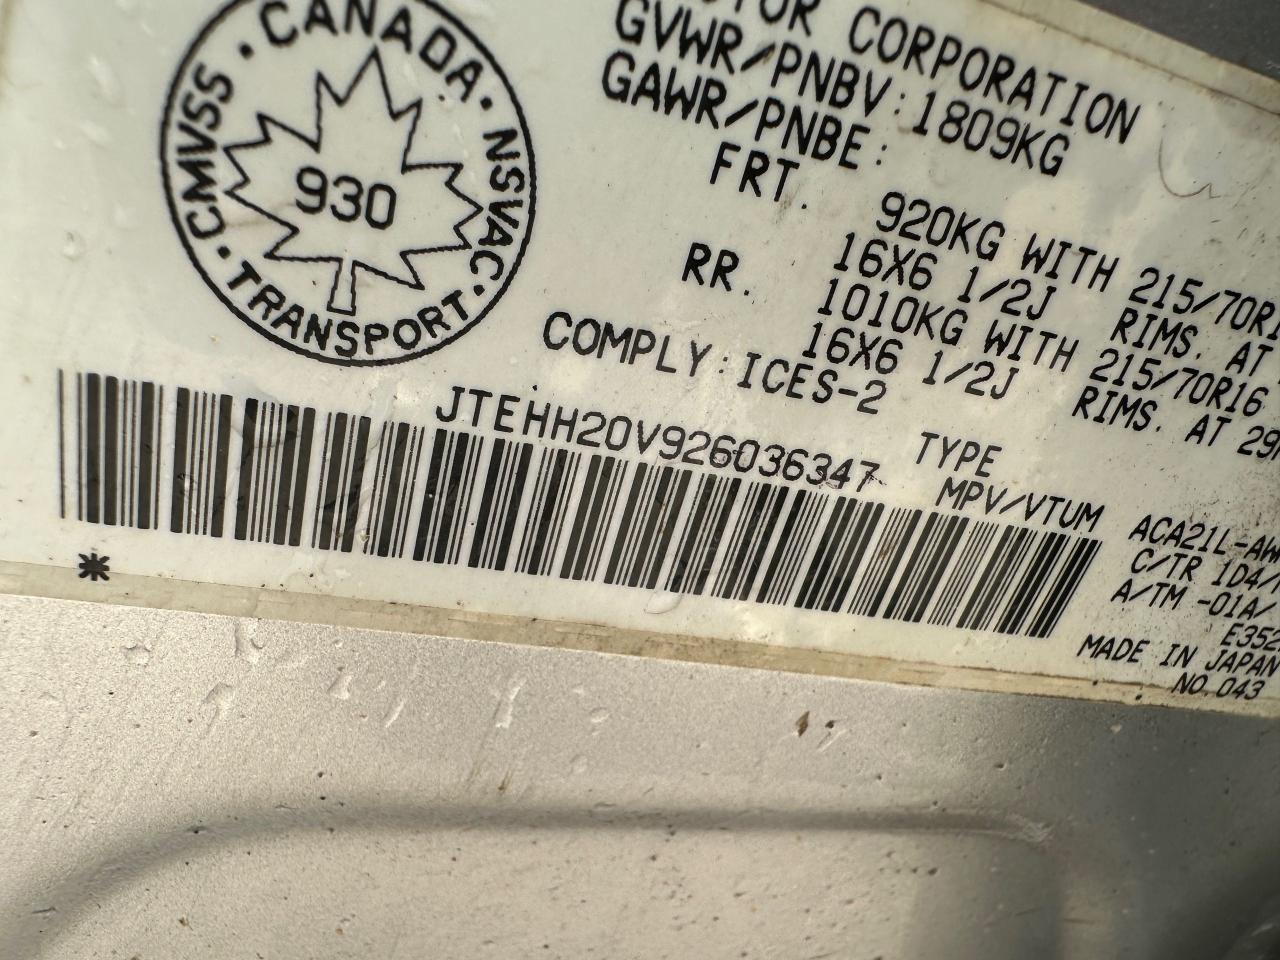 CANADA · NSVAC · TRANSPORT · CMVSS ·
930
CORPORATION
GVWR/PNBV:1809KG
GAWR/PNBE:
FRT. 920KG WITH 215/70R1
16X6 1/2J RIMS. AT
RR. 1010KG WITH 215/70R16
16X6 1/2J RIMS. AT 29
COMPLY:ICES-2
JTEHH20V926036347
TYPE
MPV/VTUM
ACA21L-AW
C/TR 1D4/
A/TM -01A/
E352
MADE IN JAPAN
NO.043
*